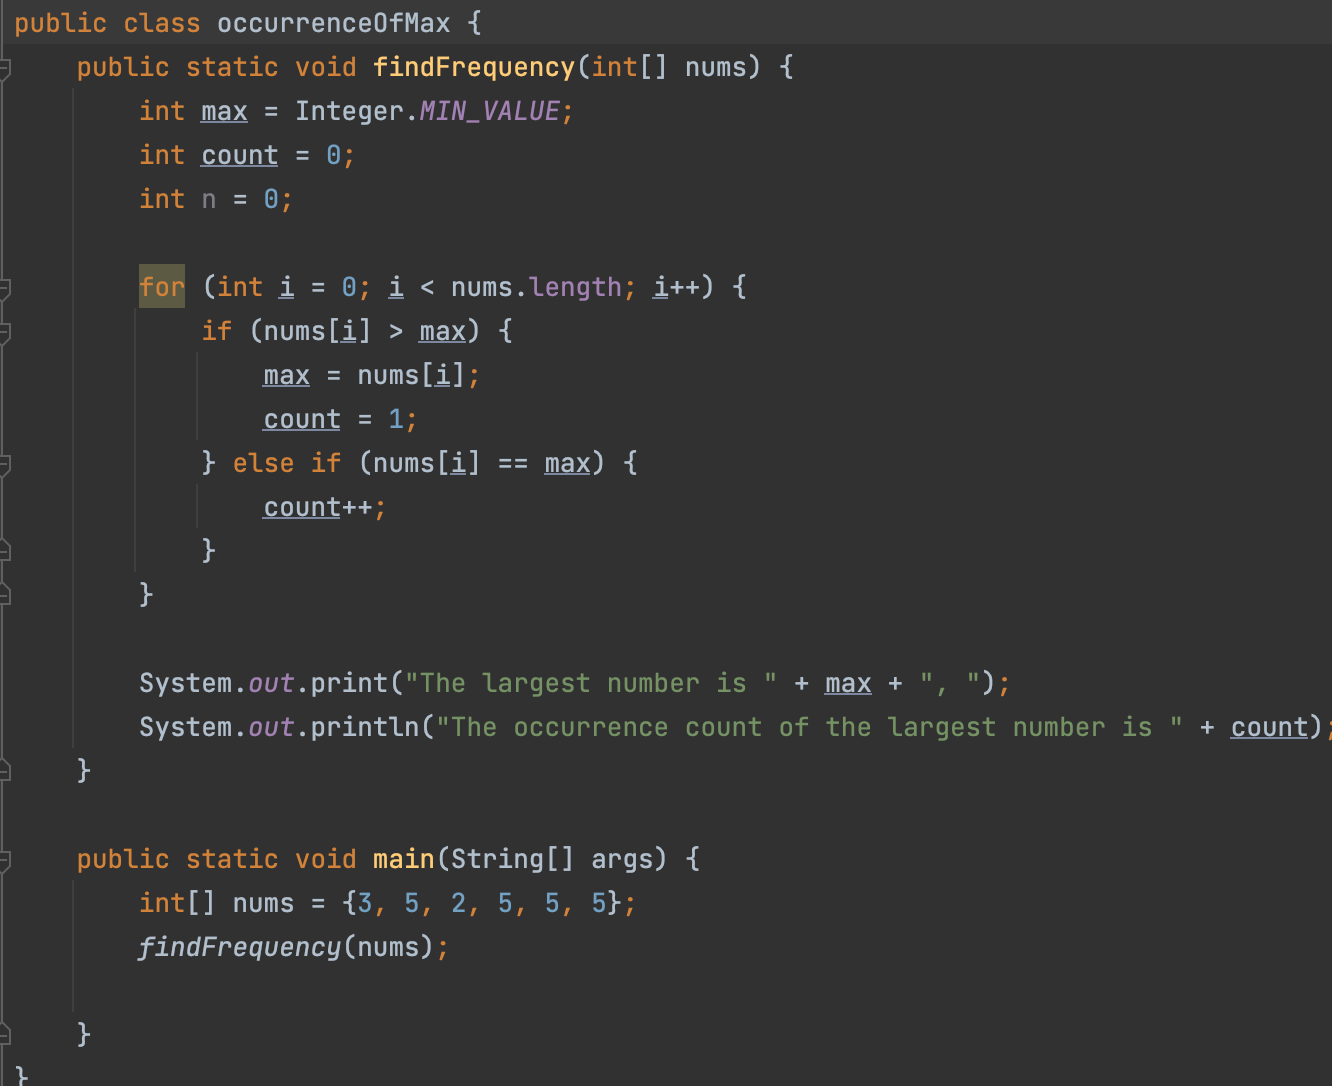 public class occurrenceOfMax {
    public static void findFrequency(int[] nums) {
        int max = Integer.MIN_VALUE;
        int count = 0;
        int n = 0;

        for (int i = 0; i < nums.length; i++) {
            if (nums[i] > max) {
                max = nums[i];
                count = 1;
            } else if (nums[i] == max) {
                count++;
            }
        }

        System.out.print("The largest number is " + max + ", ");
        System.out.println("The occurrence count of the largest number is " + count);
    }

    public static void main(String[] args) {
        int[] nums = {3, 5, 2, 5, 5, 5};
        findFrequency(nums);

    }
}